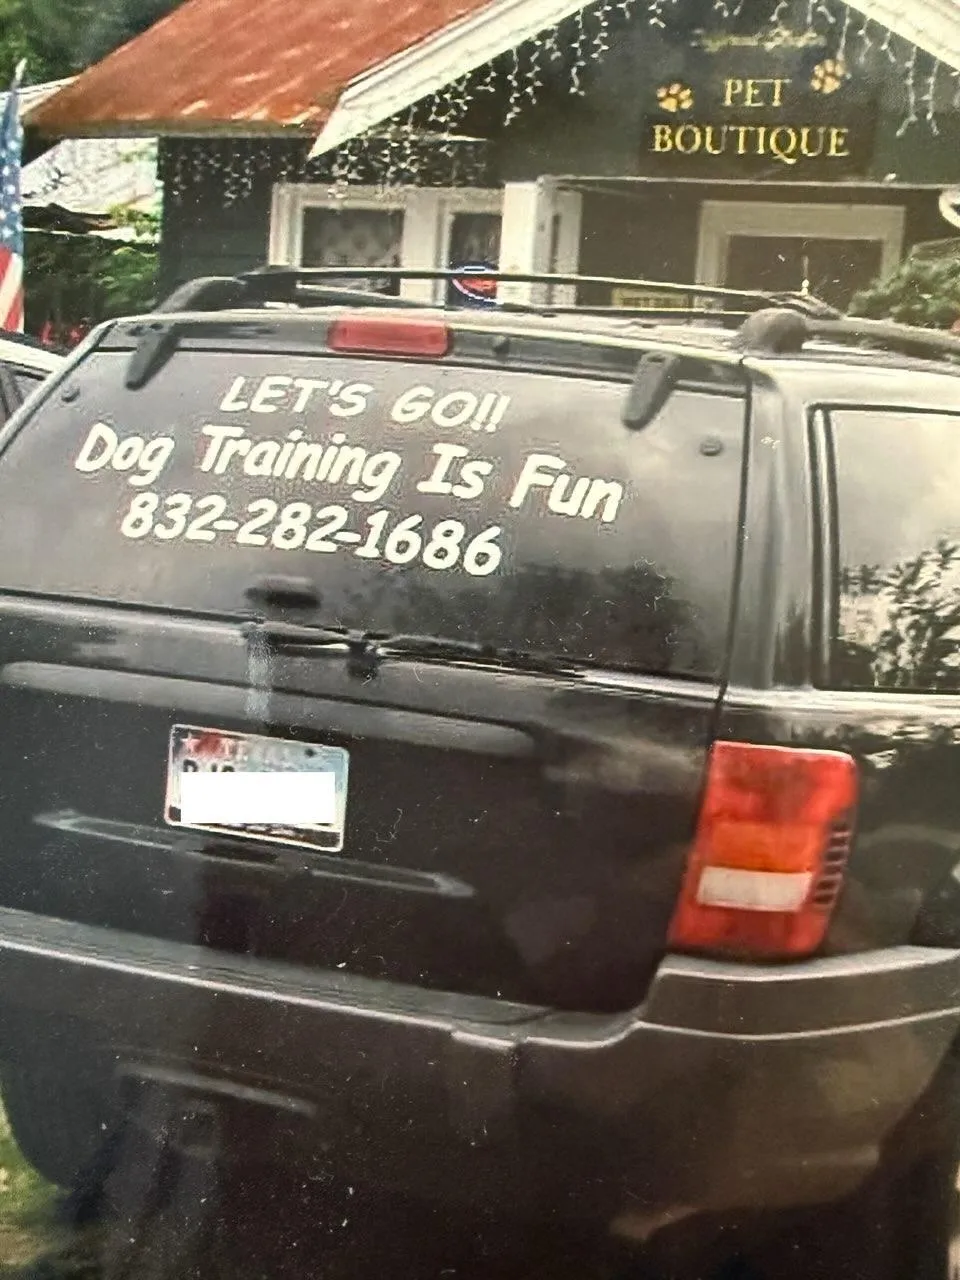 PET
BOUTIQUE
LET'S GO!!
Dog Training Is Fun
832-282-1686